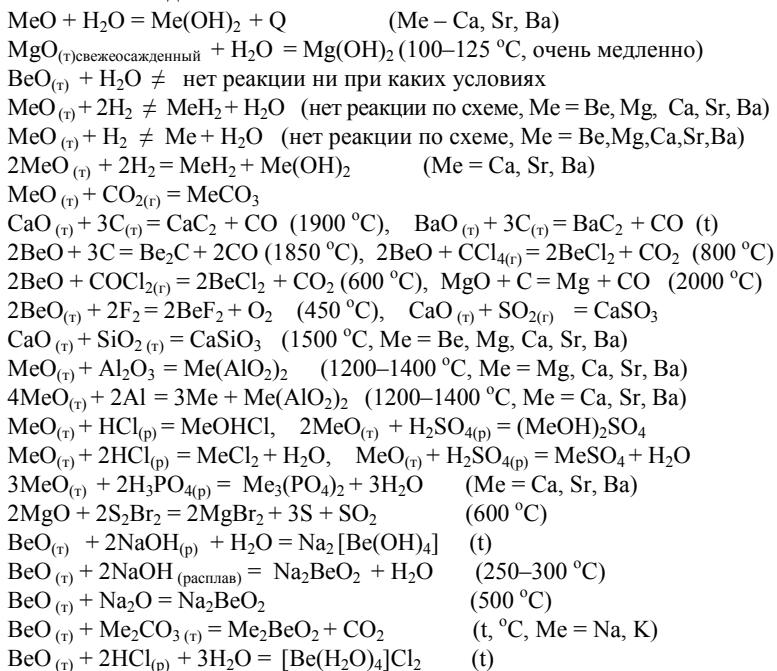 MeO + H₂O = Me(OH)₂ + Q (Me – Ca, Sr, Ba)
MgO₍т₎свежеосажденный + H₂O = Mg(OH)₂ (100–125 °C, очень медленно)
BeO₍т₎ + H₂O ≠ нет реакции ни при каких условиях
MeO ₍т₎ + 2H₂ ≠ MeH₂ + H₂O (нет реакции по схеме, Me = Be, Mg, Ca, Sr, Ba)
MeO ₍т₎ + H₂ ≠ Me + H₂O (нет реакции по схеме, Me = Be,Mg,Ca,Sr,Ba)
2MeO ₍т₎ + 2H₂ = MeH₂ + Me(OH)₂ (Me = Ca, Sr, Ba)
MeO ₍т₎ + CO₂₍г₎ = MeCO₃
CaO ₍т₎ + 3C₍т₎ = CaC₂ + CO (1900 °C), BaO ₍т₎ + 3C₍т₎ = BaC₂ + CO (t)
2BeO + 3C = Be₂C + 2CO (1850 °C), 2BeO + CCl₄₍г₎ = 2BeCl₂ + CO₂ (800 °C)
2BeO + COCl₂₍г₎ = 2BeCl₂ + CO₂ (600 °C), MgO + C = Mg + CO (2000 °C)
2BeO₍т₎ + 2F₂ = 2BeF₂ + O₂ (450 °C), CaO ₍т₎ + SO₂₍г₎ = CaSO₃
CaO ₍т₎ + SiO₂ ₍т₎ = CaSiO₃ (1500 °C, Me = Be, Mg, Ca, Sr, Ba)
MeO₍т₎ + Al₂O₃ = Me(AlO₂)₂ (1200–1400 °C, Me = Mg, Ca, Sr, Ba)
4MeO₍т₎ + 2Al = 3Me + Me(AlO₂)₂ (1200–1400 °C, Me = Ca, Sr, Ba)
MeO₍т₎ + HCl₍р₎ = MeOHCl, 2MeO₍т₎ + H₂SO₄₍р₎ = (MeOH)₂SO₄
MeO₍т₎ + 2HCl₍р₎ = MeCl₂ + H₂O, MeO₍т₎ + H₂SO₄₍р₎ = MeSO₄ + H₂O
3MeO₍т₎ + 2H₃PO₄₍р₎ = Me₃(PO₄)₂ + 3H₂O (Me = Ca, Sr, Ba)
2MgO + 2S₂Br₂ = 2MgBr₂ + 3S + SO₂ (600 °C)
BeO₍т₎ + 2NaOH₍р₎ + H₂O = Na₂ [Be(OH)₄] (t)
BeO ₍т₎ + 2NaOH ₍расплав₎ = Na₂BeO₂ + H₂O (250–300 °C)
BeO ₍т₎ + Na₂O = Na₂BeO₂ (500 °C)
BeO ₍т₎ + Me₂CO₃ ₍т₎ = Me₂BeO₂ + CO₂ (t, °C, Me = Na, K)
BeO ₍т₎ + 2HCl₍р₎ + 3H₂O = [Be(H₂O)₄]Cl₂ (t)